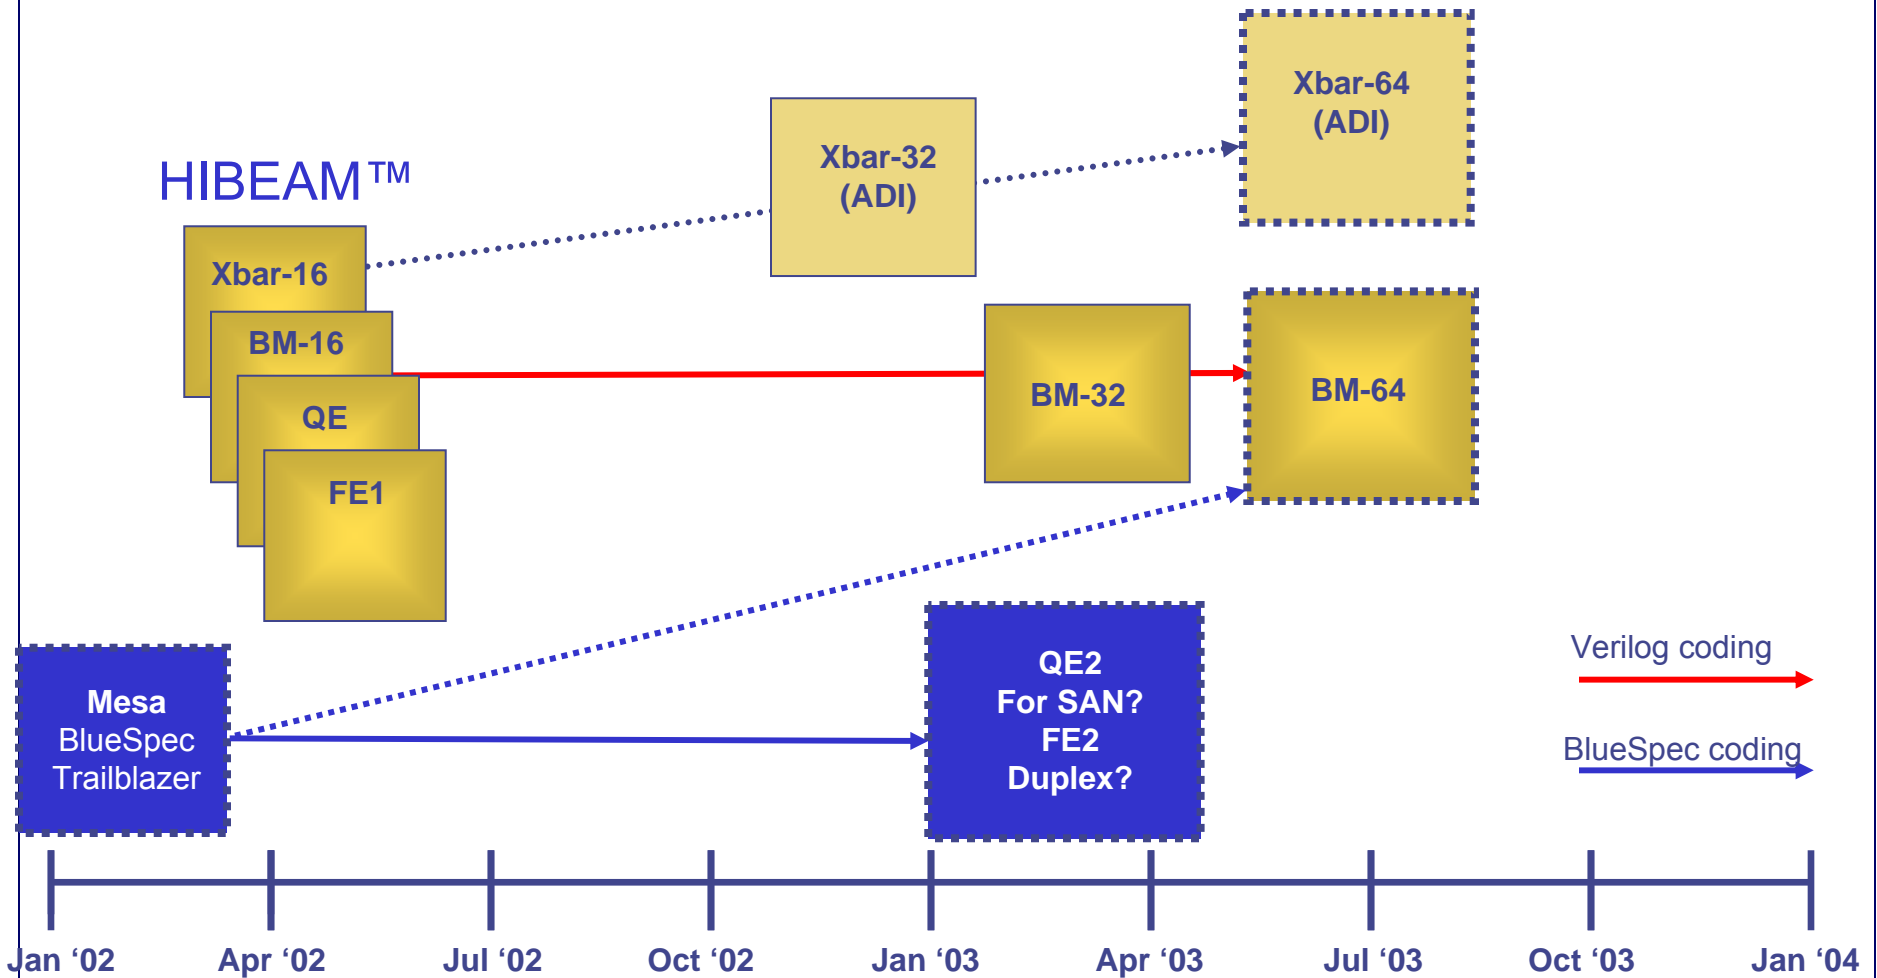 Xbar-64
(ADI)
Xbar-32
(ADI)
HIBEAM™
Xbar-16
BM-16
QE
FE1
BM-32
BM-64
Mesa
BlueSpec
Trailblazer
QE2
For SAN?
FE2
Duplex?
Verilog coding
BlueSpec coding
Jan ‘02 Apr ‘02 Jul ‘02 Oct ‘02 Jan ‘03 Apr ‘03 Jul ‘03 Oct ‘03 Jan ‘04